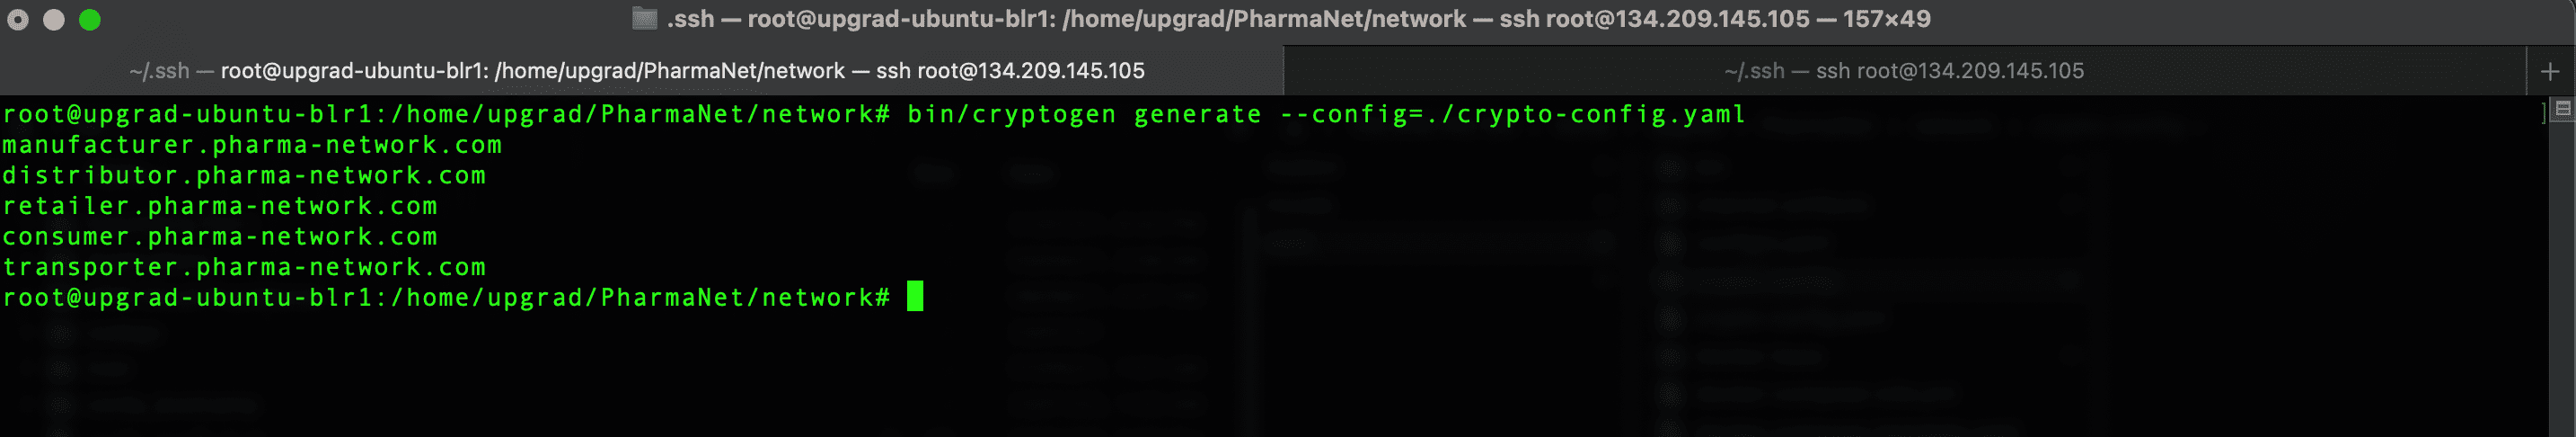 .ssh — root@upgrad-ubuntu-blr1: /home/upgrad/PharmaNet/network — ssh root@134.209.145.105 — 157×49
~/.ssh — root@upgrad-ubuntu-blr1: /home/upgrad/PharmaNet/network — ssh root@134.209.145.105
~/.ssh — ssh root@134.209.145.105
+
root@upgrad-ubuntu-blr1:/home/upgrad/PharmaNet/network# bin/cryptogen generate --config=./crypto-config.yaml ]
manufacturer.pharma-network.com
distributor.pharma-network.com
retailer.pharma-network.com
consumer.pharma-network.com
transporter.pharma-network.com
root@upgrad-ubuntu-blr1:/home/upgrad/PharmaNet/network#